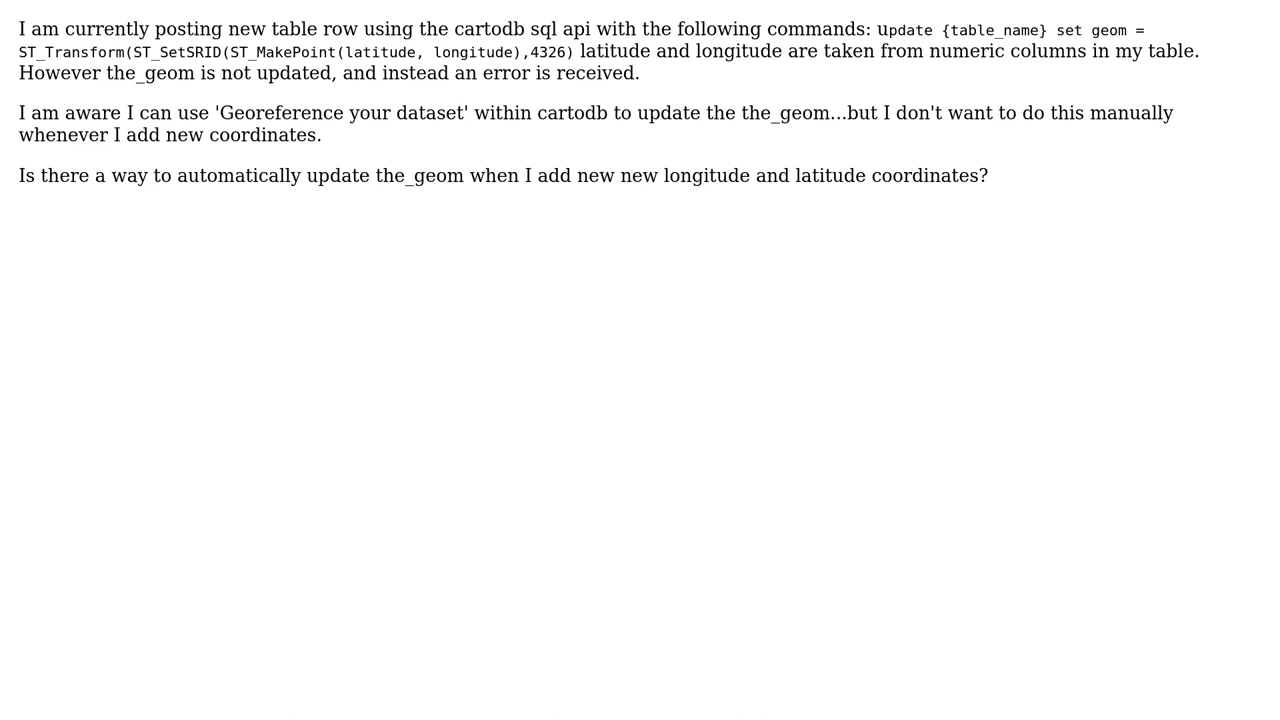 I am currently posting new table row using the cartodb sql api with the following commands: update {table_name} set geom =
ST_Transform(ST_SetSRID(ST_MakePoint(latitude, longitude),4326) latitude and longitude are taken from numeric columns in my table.
However the_geom is not updated, and instead an error is received.
I am aware I can use 'Georeference your dataset' within cartodb to update the the_geom...but I don't want to do this manually
whenever I add new coordinates.
Is there a way to automatically update the_geom when I add new new longitude and latitude coordinates?